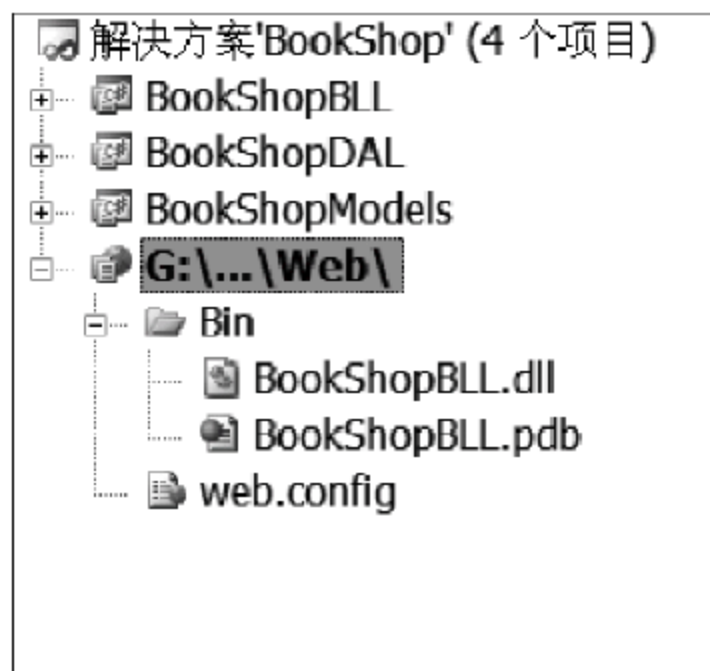 解决方案'BookShop' (4 个项目)
BookShopBLL
BookShopDAL
BookShopModels
G:\...\Web\
Bin
BookShopBLL.dll
BookShopBLL.pdb
web.config